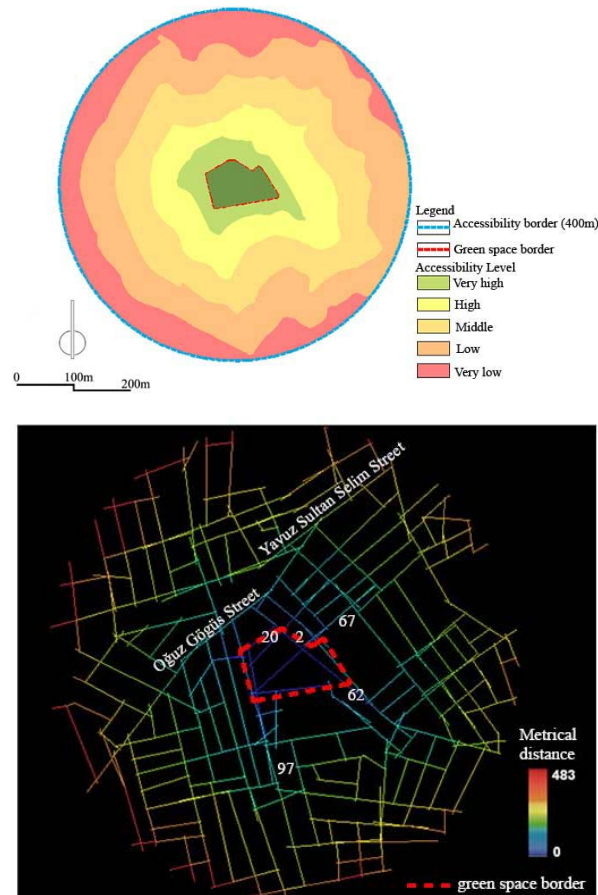 Legend
Accessibility border (400m)
Green space border
Accessibility Level
Very high
High
Middle
Low
Very low
0 100m 200m
Yavuz Sultan Selim Street
Oğuz Göğüs Street
20 2 67
62
97
Metrical
distance
483
0
green space border